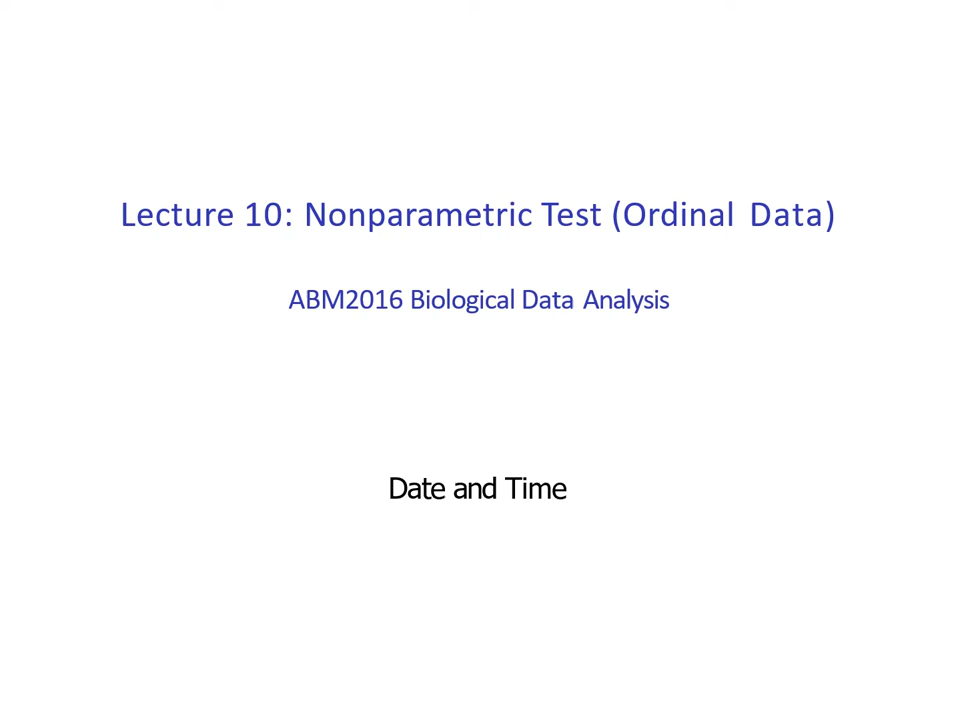 Lecture 10: Nonparametric Test (Ordinal Data)
ABM2016 Biological Data Analysis
Date and Time